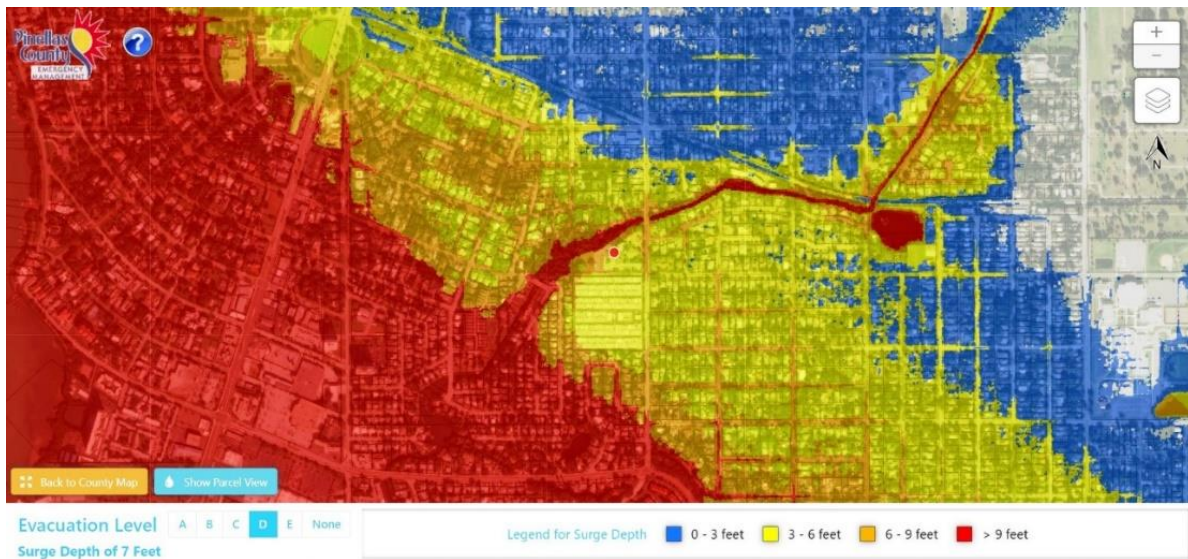 Pinellas
County
EMERGENCY
MANAGEMENT
?
+
−
N
Back to County Map
Show Parcel View
Evacuation Level A B C D E None
Surge Depth of 7 Feet
Legend for Surge Depth 0 - 3 feet 3 - 6 feet 6 - 9 feet > 9 feet